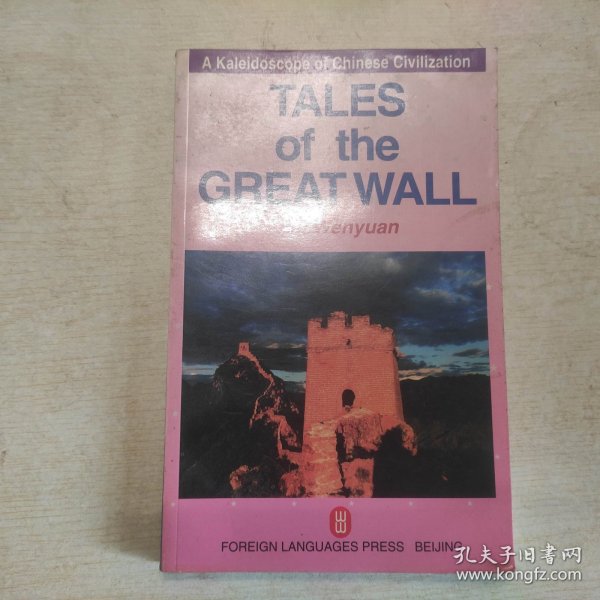 A Kaleidoscope of Chinese Civilization
TALES
of the
GREAT WALL
Wenyuan
FOREIGN LANGUAGES PRESS BEIJING
孔夫子旧书网
www.kongfz.com